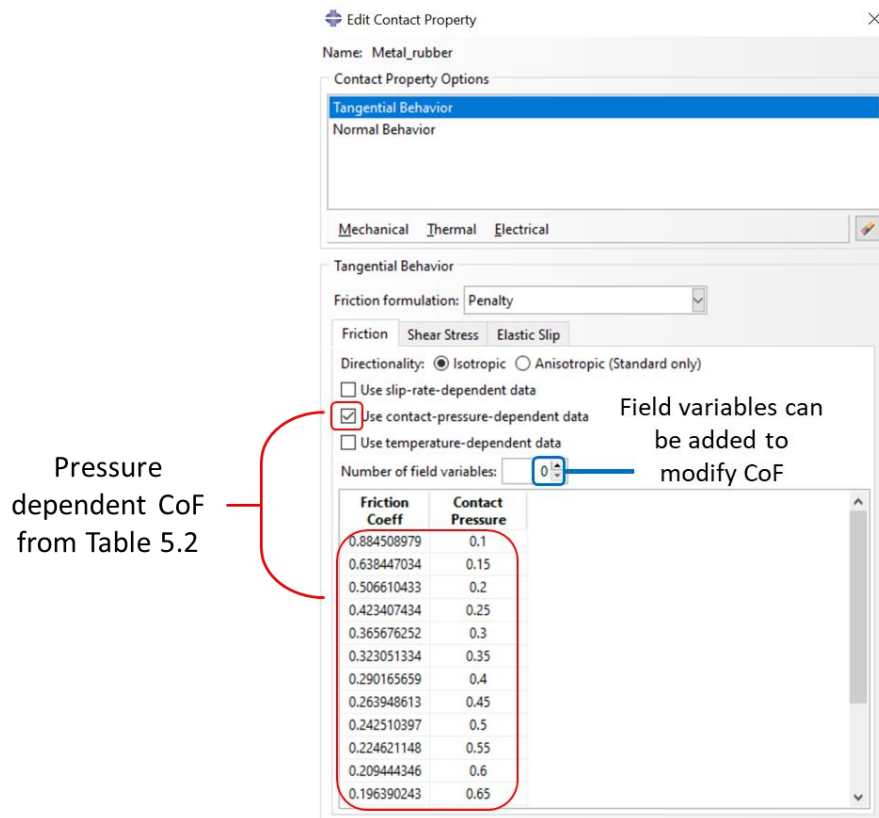 Edit Contact Property
Name: Metal_rubber
Contact Property Options
Tangential Behavior
Normal Behavior
Mechanical Thermal Electrical
Tangential Behavior
Friction formulation: Penalty
Friction Shear Stress Elastic Slip
Directionality: Isotropic Anisotropic (Standard only)
Use slip-rate-dependent data
Use contact-pressure-dependent data
Use temperature-dependent data
Number of field variables: 0
Field variables can
be added to
modify CoF
Pressure
dependent CoF
from Table 5.2
Friction Contact
Coeff Pressure
0.884508979 0.1
0.638447034 0.15
0.506610433 0.2
0.423407434 0.25
0.365676252 0.3
0.323051334 0.35
0.290165659 0.4
0.263948613 0.45
0.242510397 0.5
0.224621148 0.55
0.209444346 0.6
0.196390243 0.65